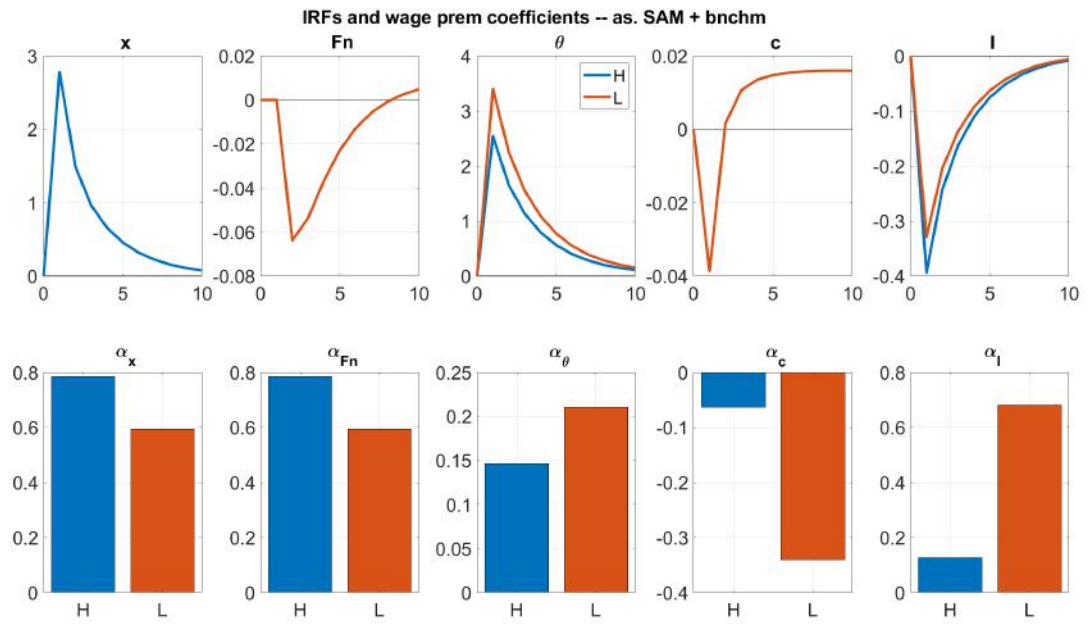 IRFs and wage prem coefficients -- as. SAM + bnchm
x
Fn
θ
c
l
3
2
1
0
0 5 10
0.02
0
-0.02
-0.04
-0.06
-0.08
0 5 10
4
3
2
1
0
0 5 10
H
L
0.02
0
-0.02
-0.04
0 5 10
0
-0.1
-0.2
-0.3
-0.4
0 5 10
α_x
α_Fn
α_θ
α_c
α_l
0.8
0.6
0.4
0.2
0
H L
0.8
0.6
0.4
0.2
0
H L
0.25
0.2
0.15
0.1
0.05
0
H L
0
-0.1
-0.2
-0.3
-0.4
H L
0.8
0.6
0.4
0.2
0
H L